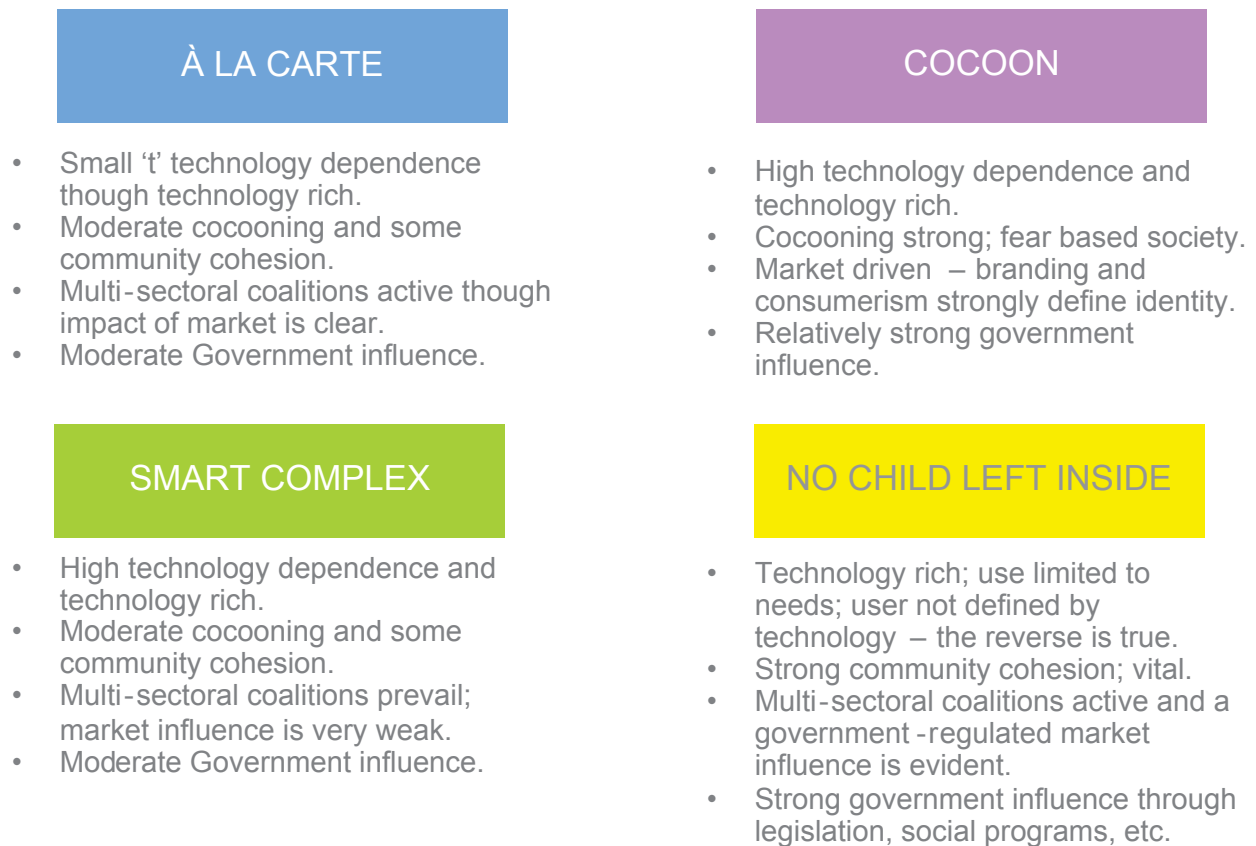 À LA CARTE
• Small ‘t’ technology dependence
though technology rich.
• Moderate cocooning and some
community cohesion.
• Multi-sectoral coalitions active though
impact of market is clear.
• Moderate Government influence.
COCOON
• High technology dependence and
technology rich.
• Cocooning strong; fear based society.
• Market driven – branding and
consumerism strongly define identity.
• Relatively strong government
influence.
SMART COMPLEX
• High technology dependence and
technology rich.
• Moderate cocooning and some
community cohesion.
• Multi-sectoral coalitions prevail;
market influence is very weak.
• Moderate Government influence.
NO CHILD LEFT INSIDE
• Technology rich; use limited to
needs; user not defined by
technology – the reverse is true.
• Strong community cohesion; vital.
• Multi-sectoral coalitions active and a
government -regulated market
influence is evident.
• Strong government influence through
legislation, social programs, etc.